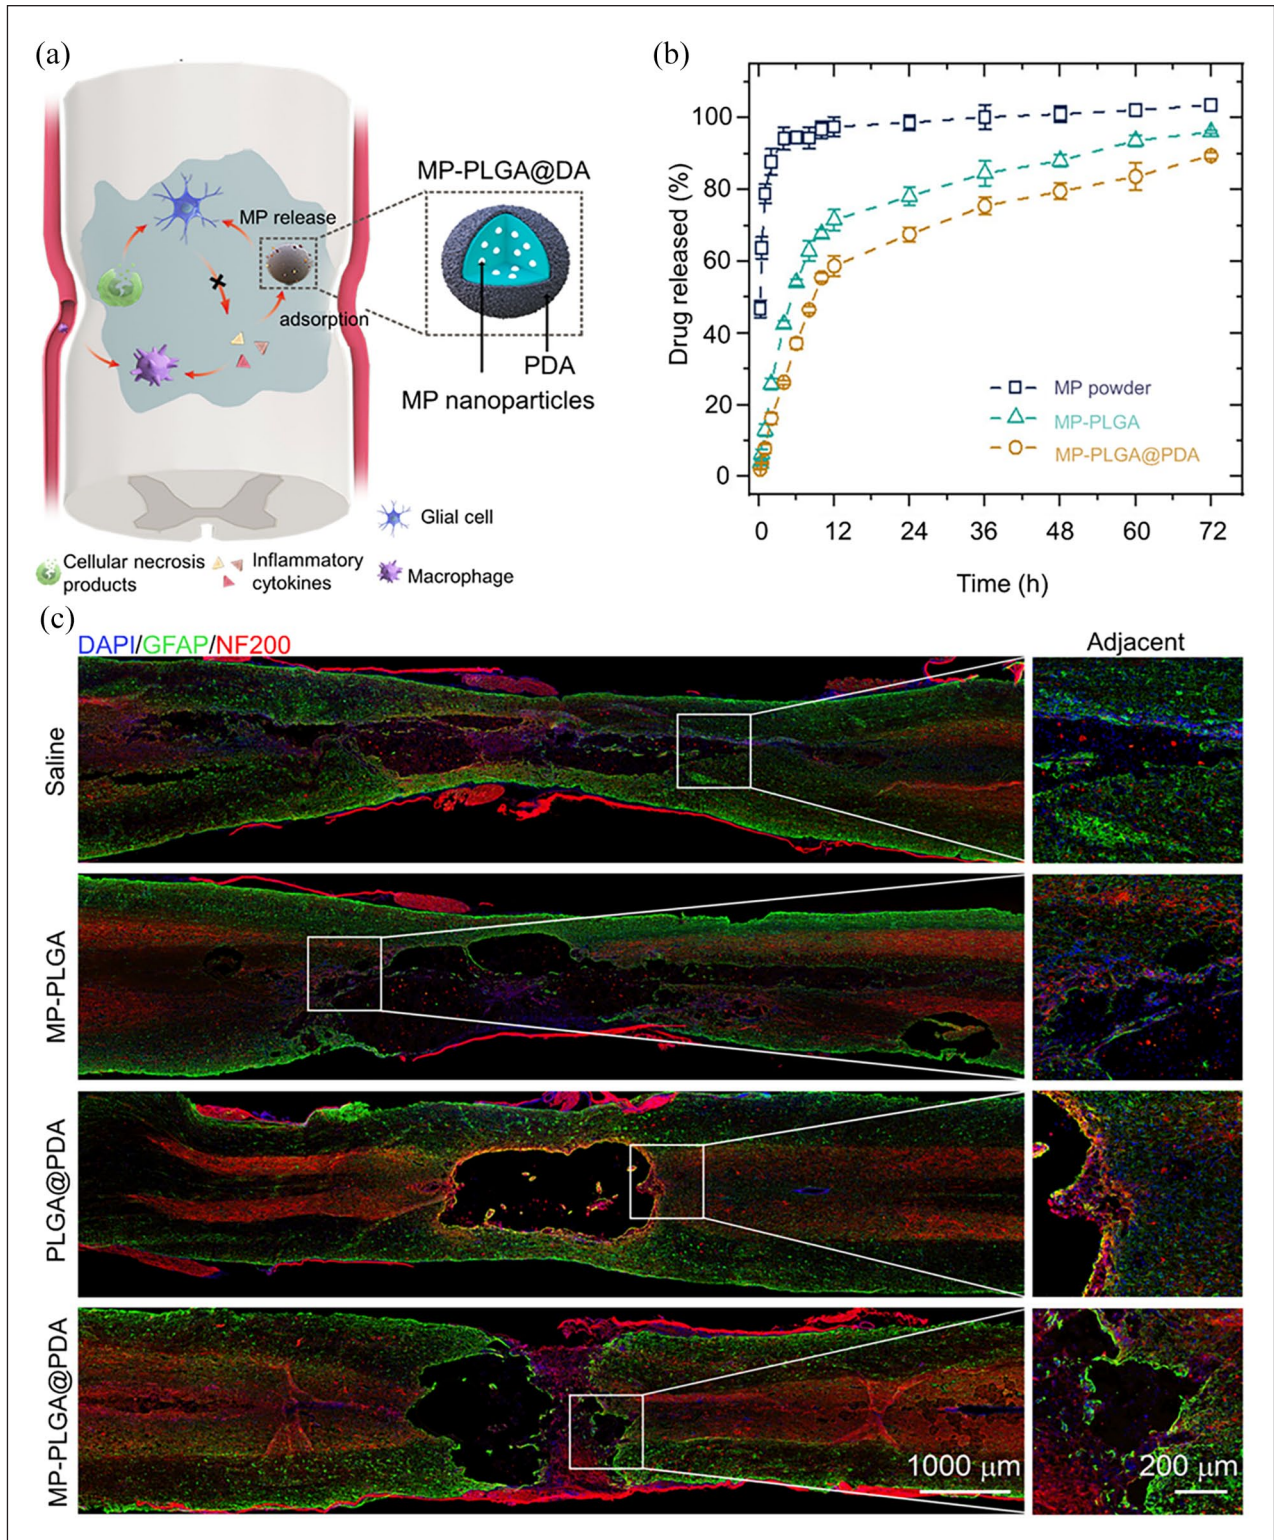 (a)
MP-PLGA@DA
MP release
adsorption
PDA
MP nanoparticles
Glial cell
Cellular necrosis
products
Inflammatory
cytokines
Macrophage
(b)
Drug released (%)
100
80
60
40
20
0
MP powder
MP-PLGA
MP-PLGA@PDA
0 12 24 36 48 60 72
Time (h)
(c)
DAPI/GFAP/NF200
Adjacent
Saline
MP-PLGA
PLGA@PDA
MP-PLGA@PDA
1000 μm
200 μm